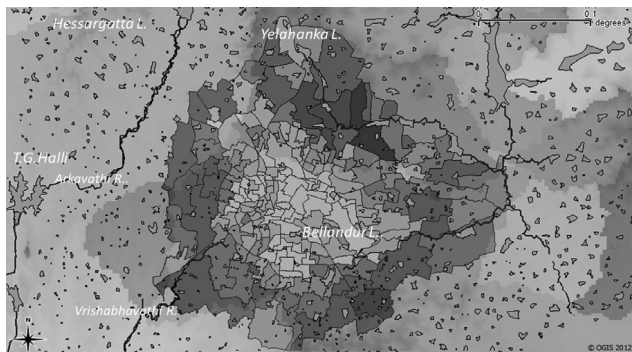 Hessargatta L.
Yelahanka L.
0 0.1
degrees
T.G.Halli
Arkavathi R..
Bellandur L.
Vrishabhavathi R..
N
© OGIS 2012